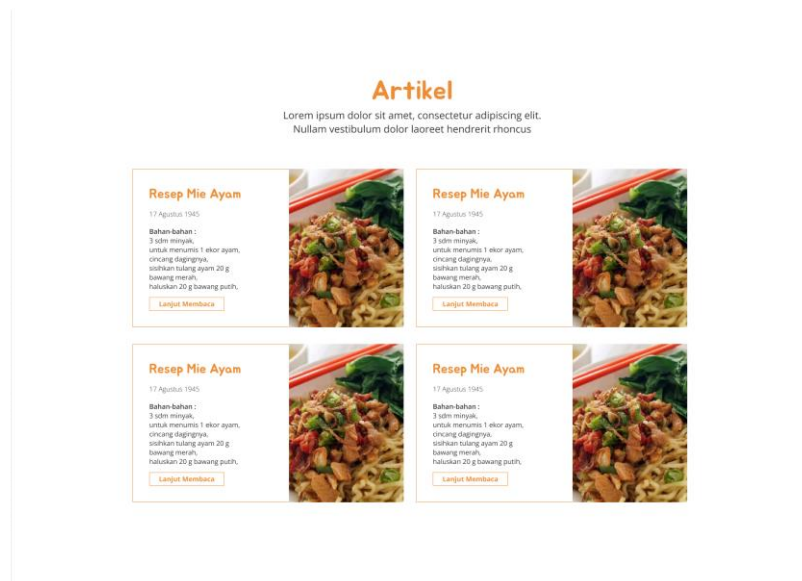 Artikel
Lorem ipsum dolor sit amet, consectetur adipiscing elit.
Nullam vestibulum dolor laoreet hendrerit rhoncus
Resep Mie Ayam
17 Agustus 1945
Bahan-bahan :
3 sdm minyak,
untuk menumis 1 ekor ayam,
cincang dagingnya,
sisihkan tulang ayam 20 g
bawang merah,
haluskan 20 g bawang putih,
Lanjut Membaca
Resep Mie Ayam
17 Agustus 1945
Bahan-bahan :
3 sdm minyak,
untuk menumis 1 ekor ayam,
cincang dagingnya,
sisihkan tulang ayam 20 g
bawang merah,
haluskan 20 g bawang putih,
Lanjut Membaca
Resep Mie Ayam
17 Agustus 1945
Bahan-bahan :
3 sdm minyak,
untuk menumis 1 ekor ayam,
cincang dagingnya,
sisihkan tulang ayam 20 g
bawang merah,
haluskan 20 g bawang putih,
Lanjut Membaca
Resep Mie Ayam
17 Agustus 1945
Bahan-bahan :
3 sdm minyak,
untuk menumis 1 ekor ayam,
cincang dagingnya,
sisihkan tulang ayam 20 g
bawang merah,
haluskan 20 g bawang putih,
Lanjut Membaca